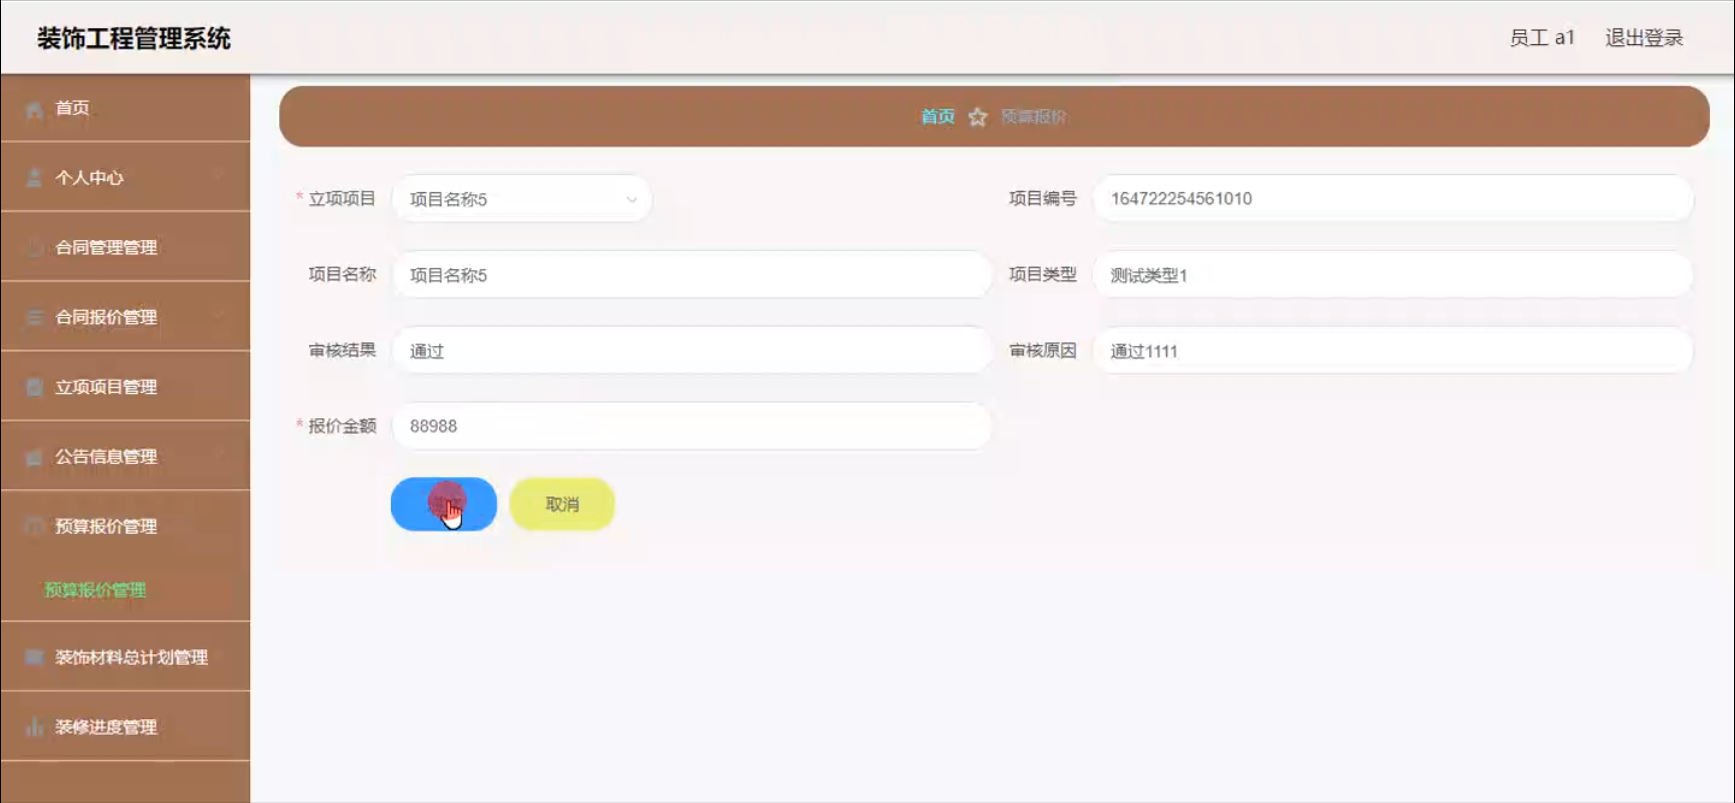 装饰工程管理系统
员工 a1 退出登录
首页
个人中心
合同管理管理
合同报价管理
立项项目管理
公告信息管理
预算报价管理
预算报价管理
装饰材料总计划管理
装修进度管理
首页 预算报价
* 立项项目 项目名称5
项目编号 164722254561010
项目名称 项目名称5
项目类型 测试类型1
审核结果 通过
审核原因 通过1111
* 报价金额 88988
取消